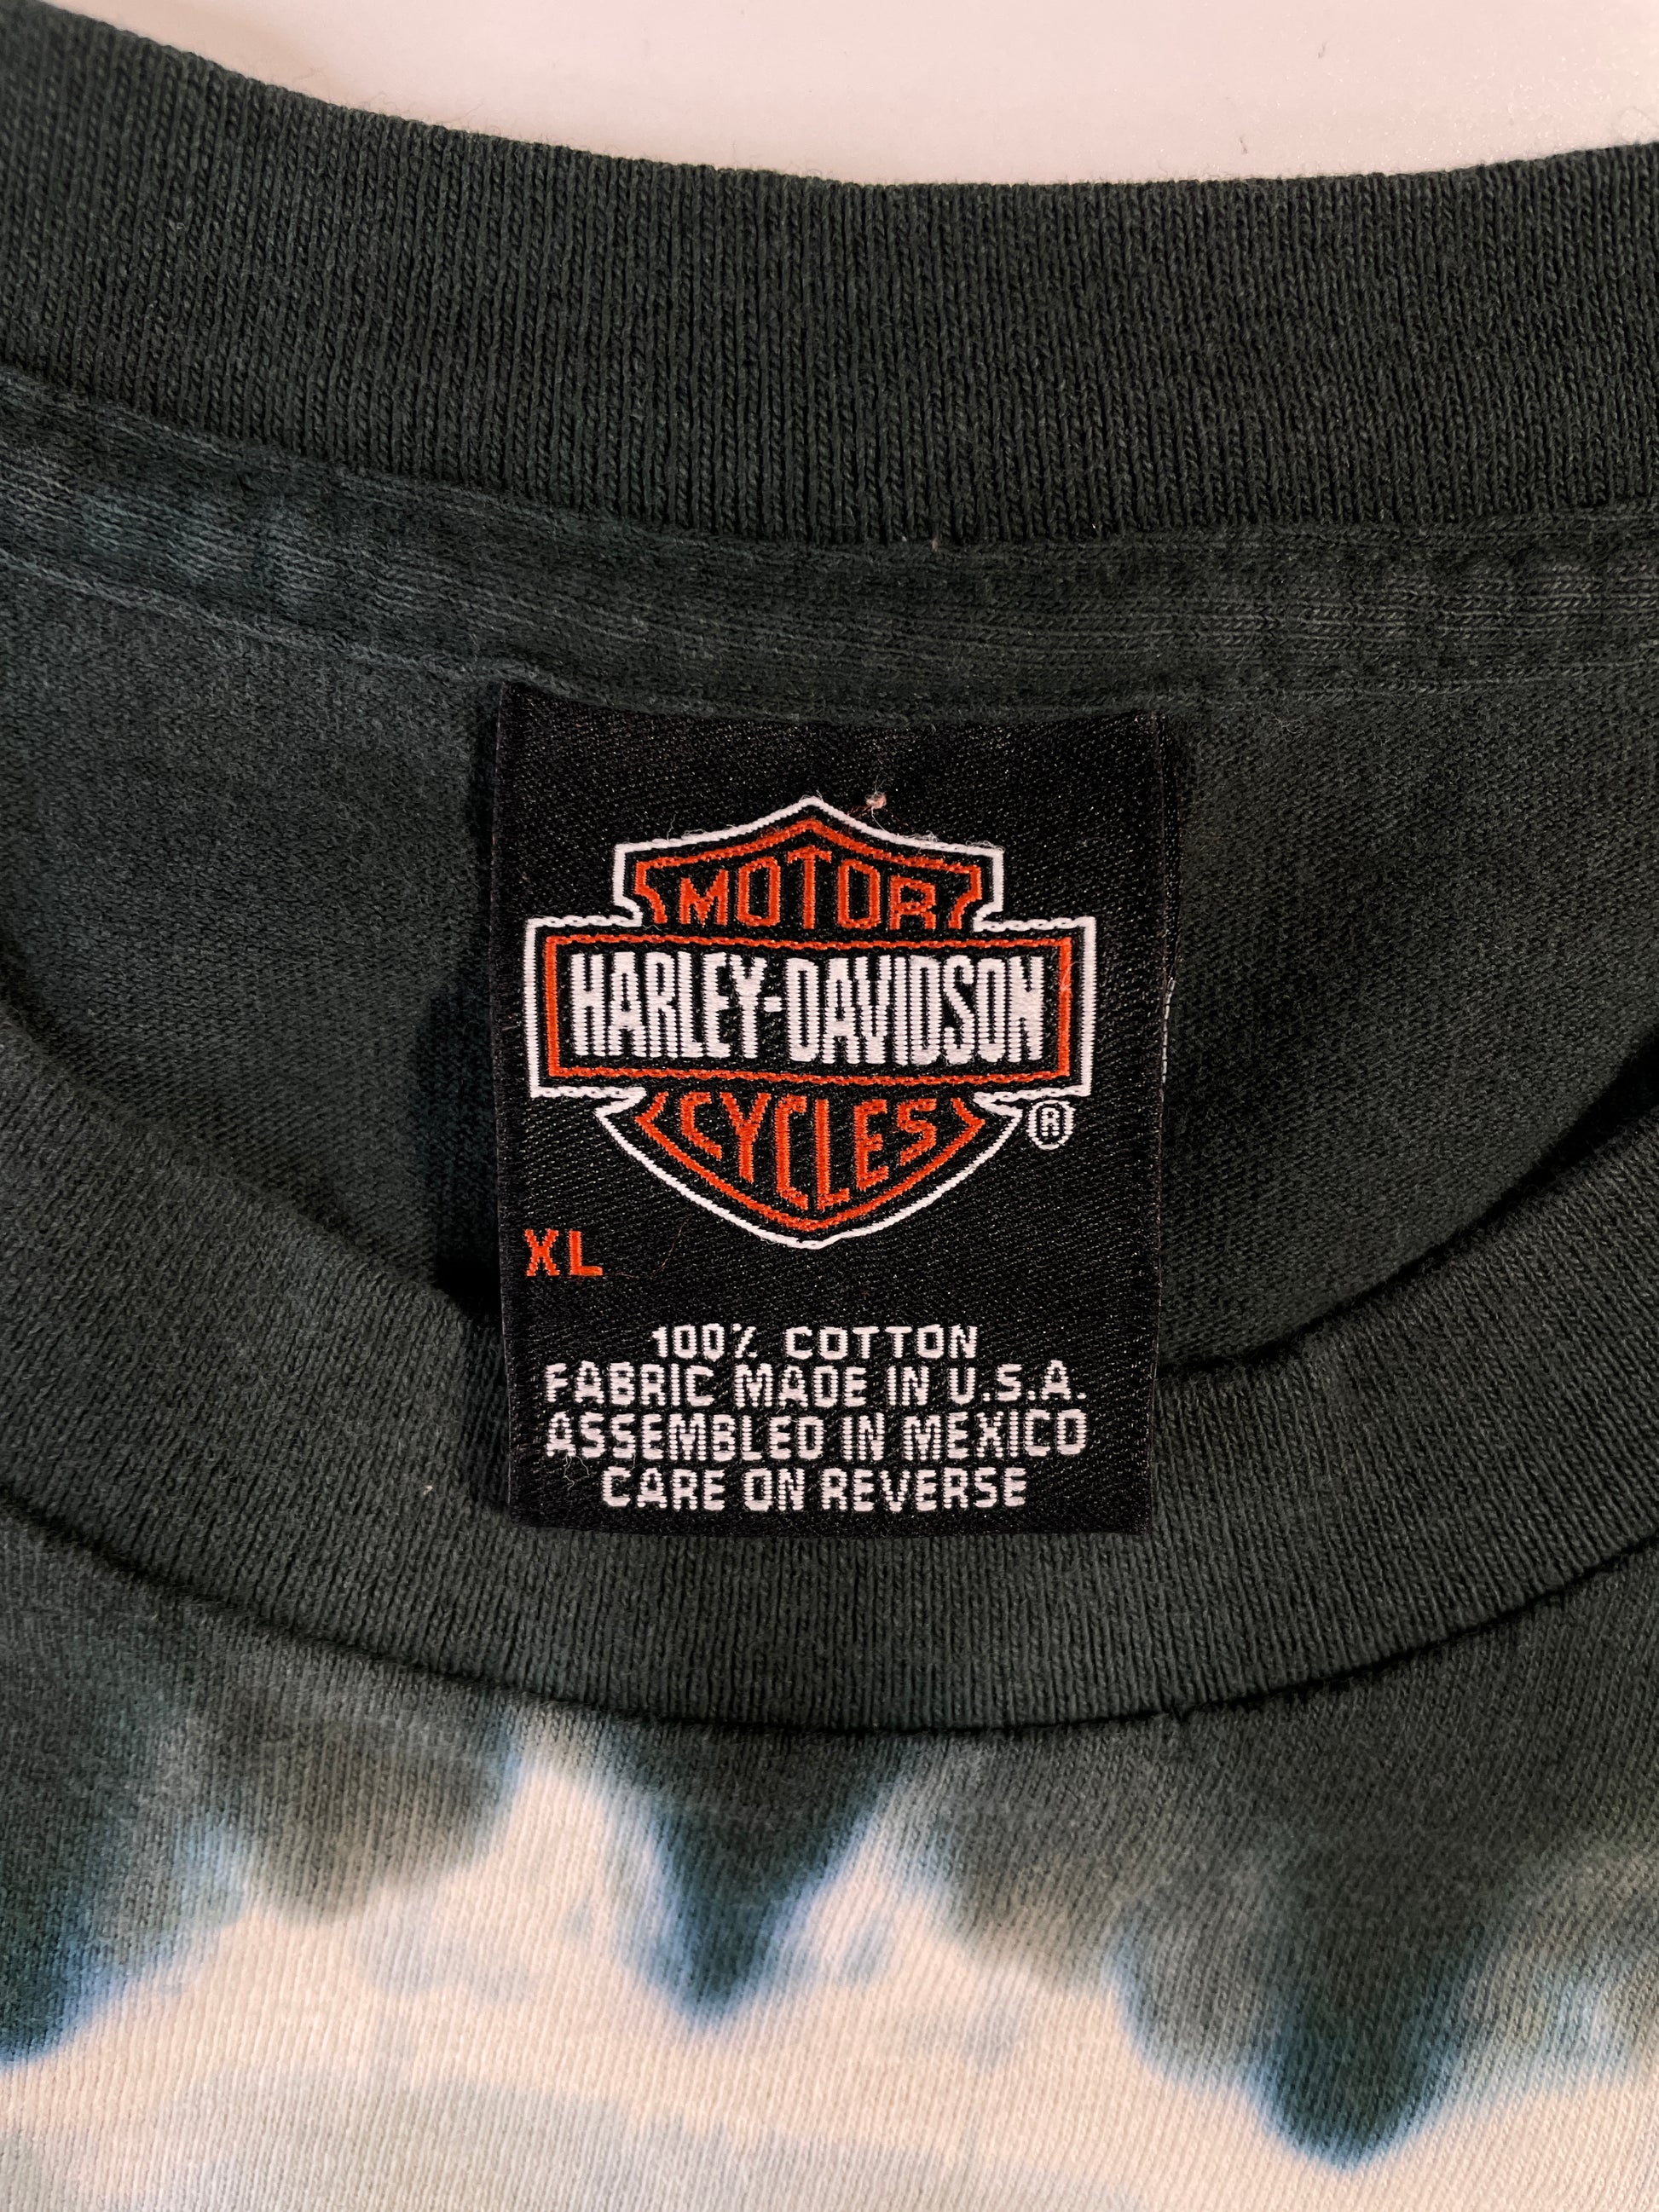 MOTOR
HARLEY-DAVIDSON
CYCLES
®
XL
100% COTTON
FABRIC MADE IN U.S.A.
ASSEMBLED IN MEXICO
CARE ON REVERSE